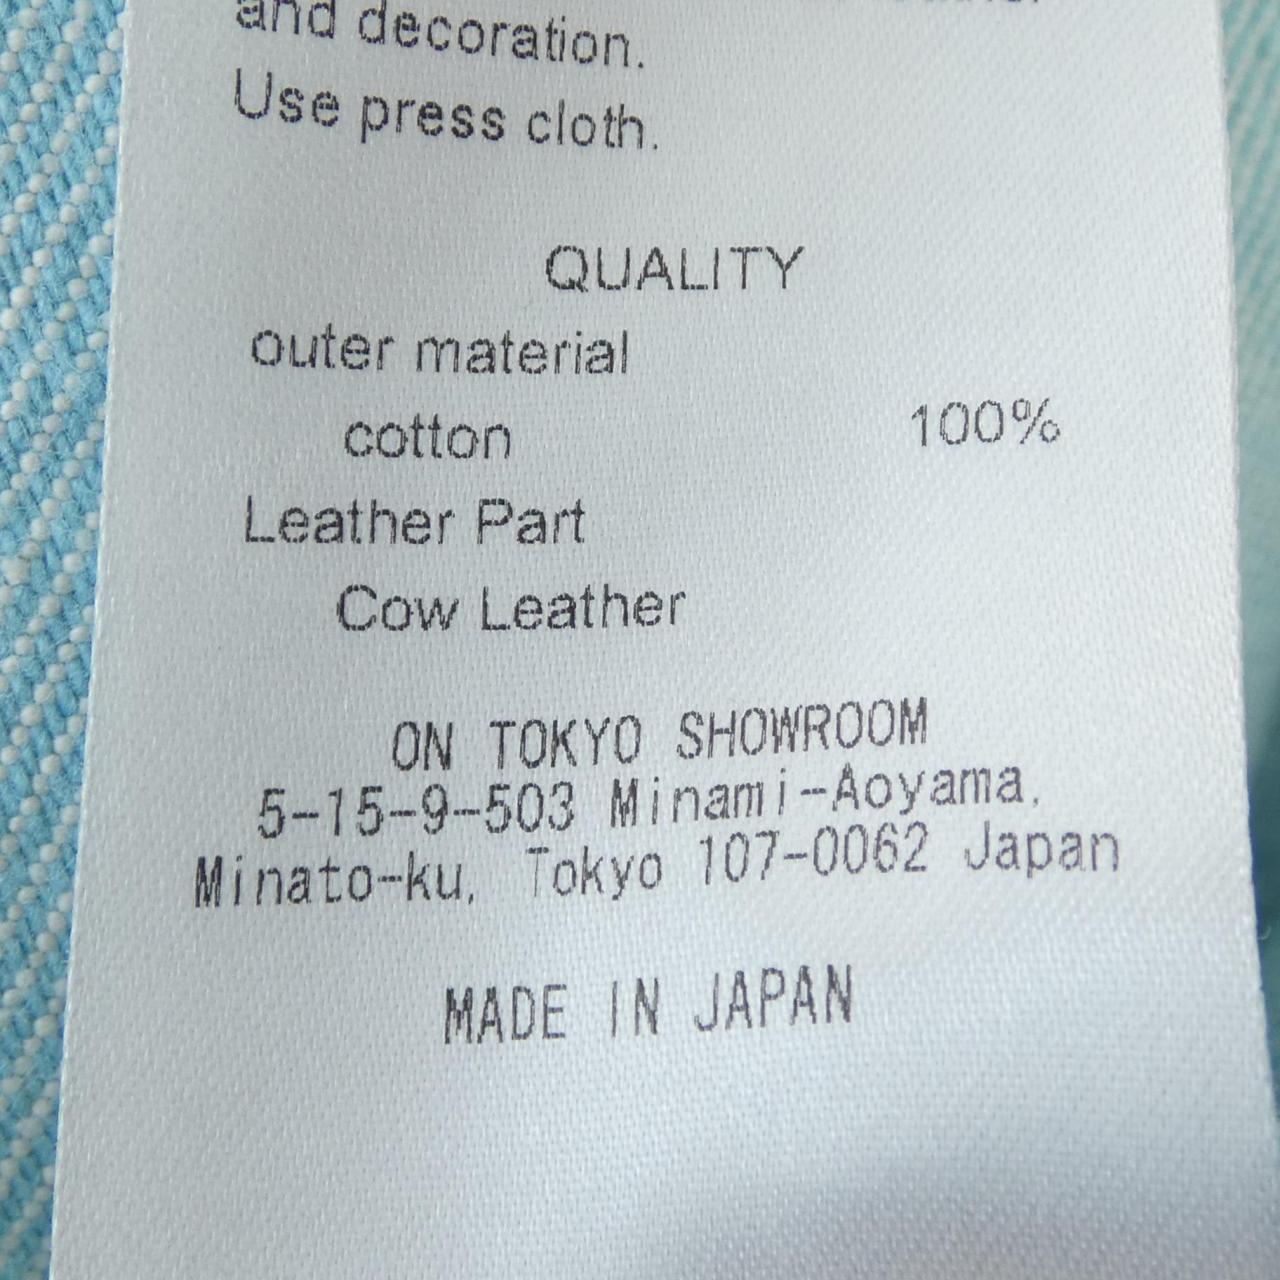 and decoration.
Use press cloth.
QUALITY
outer material
cotton 100%
Leather Part
Cow Leather
ON TOKYO SHOWROOM
5-15-9-503 Minami-Aoyama,
Minato-ku, Tokyo 107-0062 Japan
MADE IN JAPAN